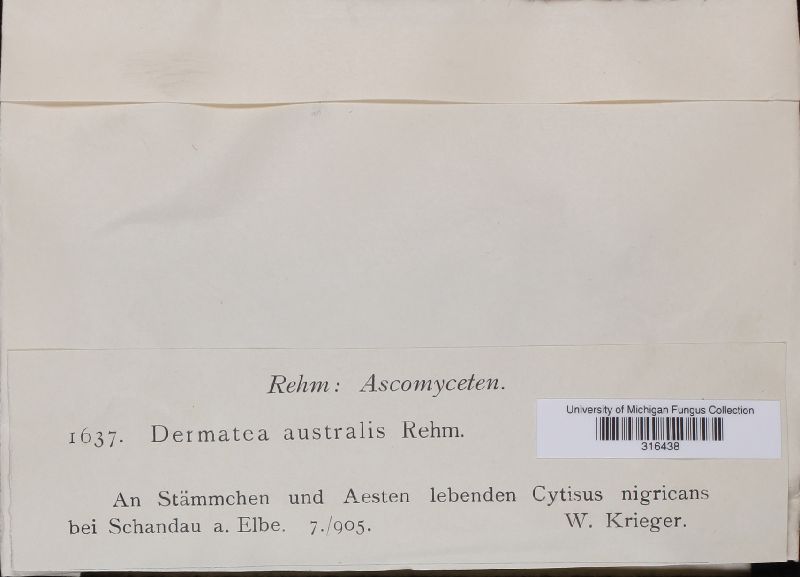 Rehm: Ascomyceten.
University of Michigan Fungus Collection
316438
1637. Dermatea australis Rehm.
An Stämmchen und Aesten lebenden Cytisus nigricans
bei Schandau a. Elbe. 7./905. W. Krieger.